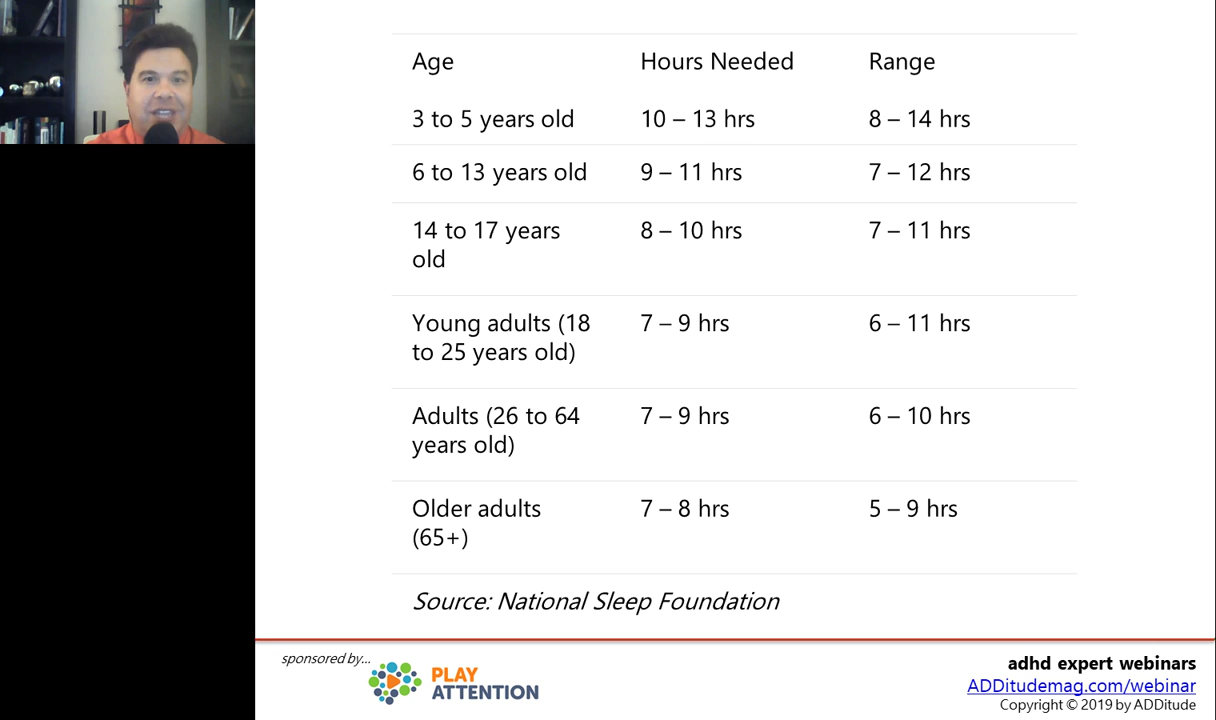 Age Hours Needed Range
3 to 5 years old 10 – 13 hrs 8 – 14 hrs
6 to 13 years old 9 – 11 hrs 7 – 12 hrs
14 to 17 years 8 – 10 hrs 7 – 11 hrs
old
Young adults (18 7 – 9 hrs 6 – 11 hrs
to 25 years old)
Adults (26 to 64 7 – 9 hrs 6 – 10 hrs
years old)
Older adults 7 – 8 hrs 5 – 9 hrs
(65+)
Source: National Sleep Foundation
sponsored by...
PLAY
ATTENTION
adhd expert webinars
ADDitudemag.com/webinar
Copyright © 2019 by ADDitude